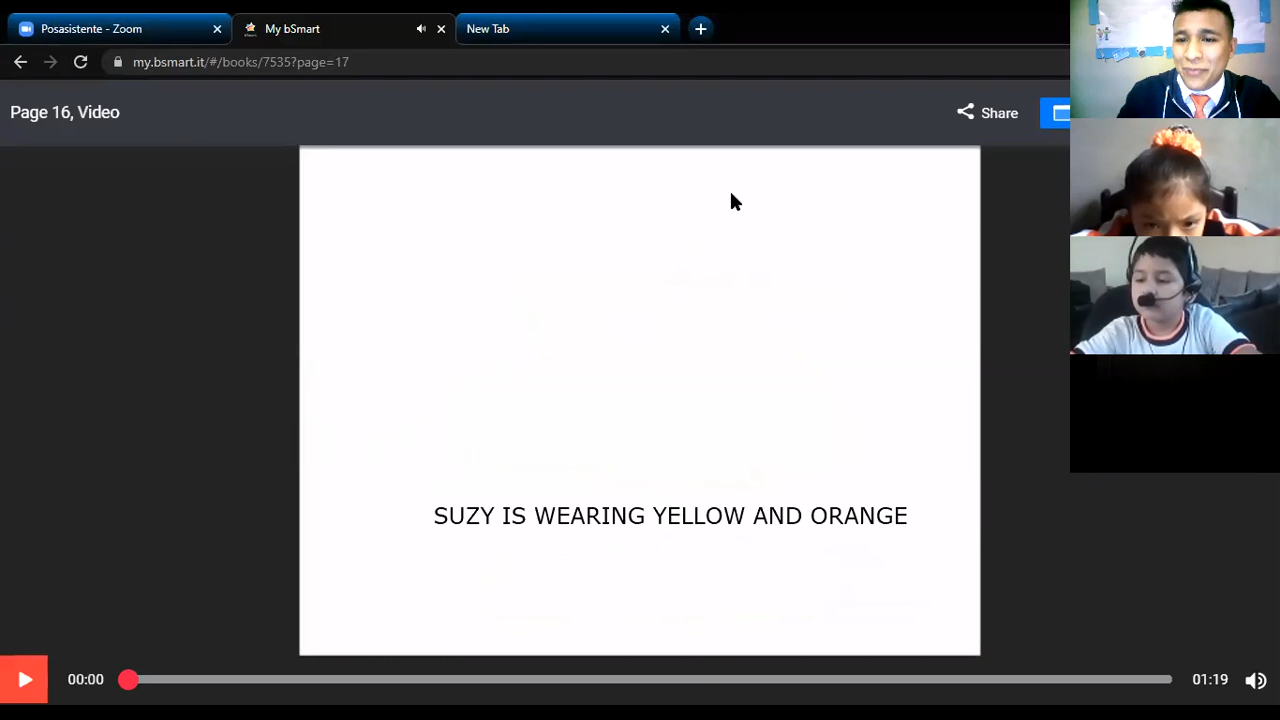 Posasistente - Zoom
My bSmart
New Tab
my.bsmart.it/#/books/7535?page=17
Page 16, Video
Share
SUZY IS WEARING YELLOW AND ORANGE
00:00
01:19